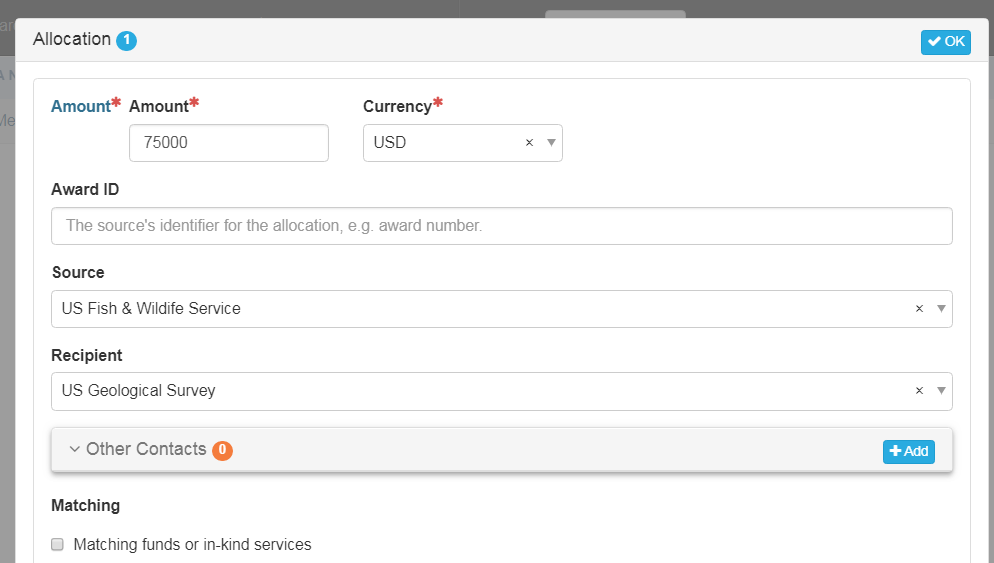 Allocation 1
OK
Amount* Amount* Currency*
75000 USD × ▼
Award ID
The source's identifier for the allocation, e.g. award number.
Source
US Fish & Wildife Service × ▼
Recipient
US Geological Survey × ▼
Other Contacts 0 + Add
Matching
Matching funds or in-kind services